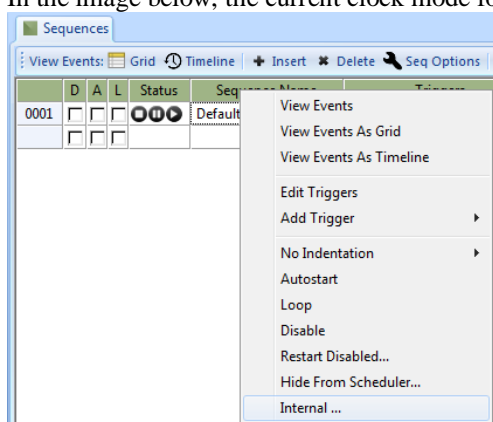 In the image below, the current clock mode fo
Sequences
View Events: Grid Timeline Insert Delete Seq Options
D A L Status Sequence Name Triggers
0001 Default
View Events
View Events As Grid
View Events As Timeline
Edit Triggers
Add Trigger
No Indentation
Autostart
Loop
Disable
Restart Disabled...
Hide From Scheduler...
Internal ...